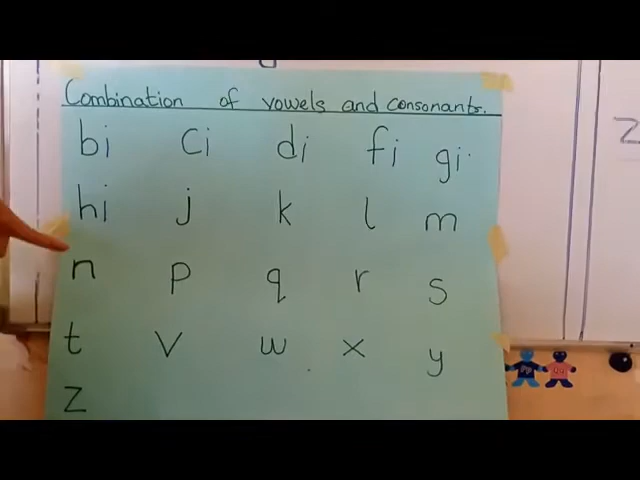 Combination of vowels and consonants.
bi ci di fi gi
hi j k l m
n p q r s
t v w x y
z
z